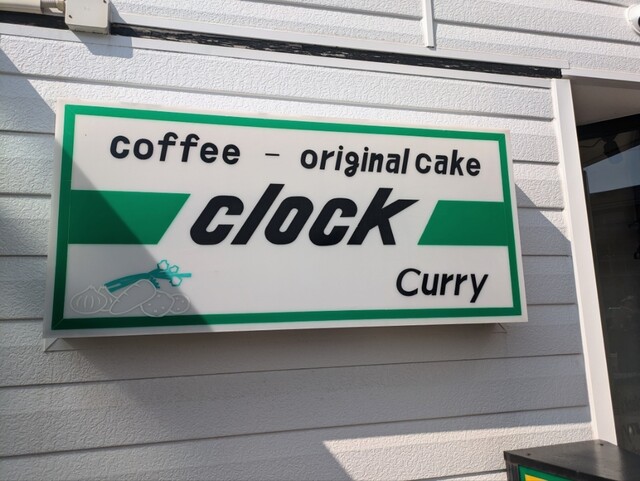 coffee - original cake
clock
Curry